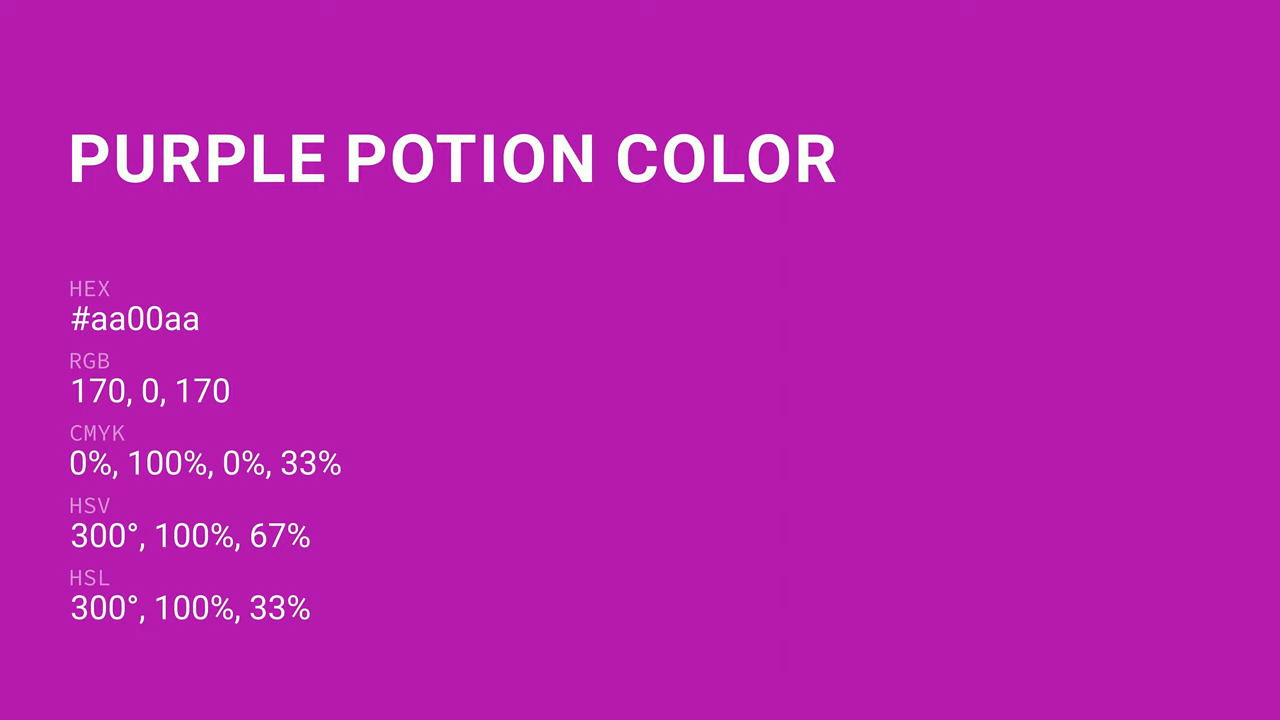 PURPLE POTION COLOR
HEX
#aa00aa
RGB
170, 0, 170
CMYK
0%, 100%, 0%, 33%
HSV
300°, 100%, 67%
HSL
300°, 100%, 33%